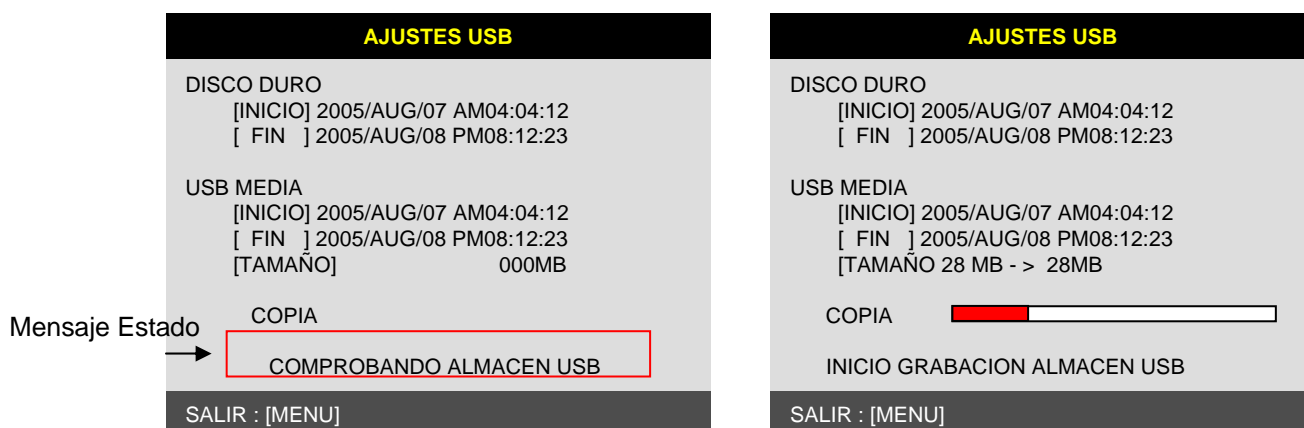 AJUSTES USB
DISCO DURO
[INICIO] 2005/AUG/07 AM04:04:12
[ FIN ] 2005/AUG/08 PM08:12:23
USB MEDIA
[INICIO] 2005/AUG/07 AM04:04:12
[ FIN ] 2005/AUG/08 PM08:12:23
[TAMAÑO] 000MB
COPIA
Mensaje Estado
COMPROBANDO ALMACEN USB
SALIR : [MENU]
AJUSTES USB
DISCO DURO
[INICIO] 2005/AUG/07 AM04:04:12
[ FIN ] 2005/AUG/08 PM08:12:23
USB MEDIA
[INICIO] 2005/AUG/07 AM04:04:12
[ FIN ] 2005/AUG/08 PM08:12:23
[TAMAÑO 28 MB - > 28MB
COPIA
INICIO GRABACION ALMACEN USB
SALIR : [MENU]